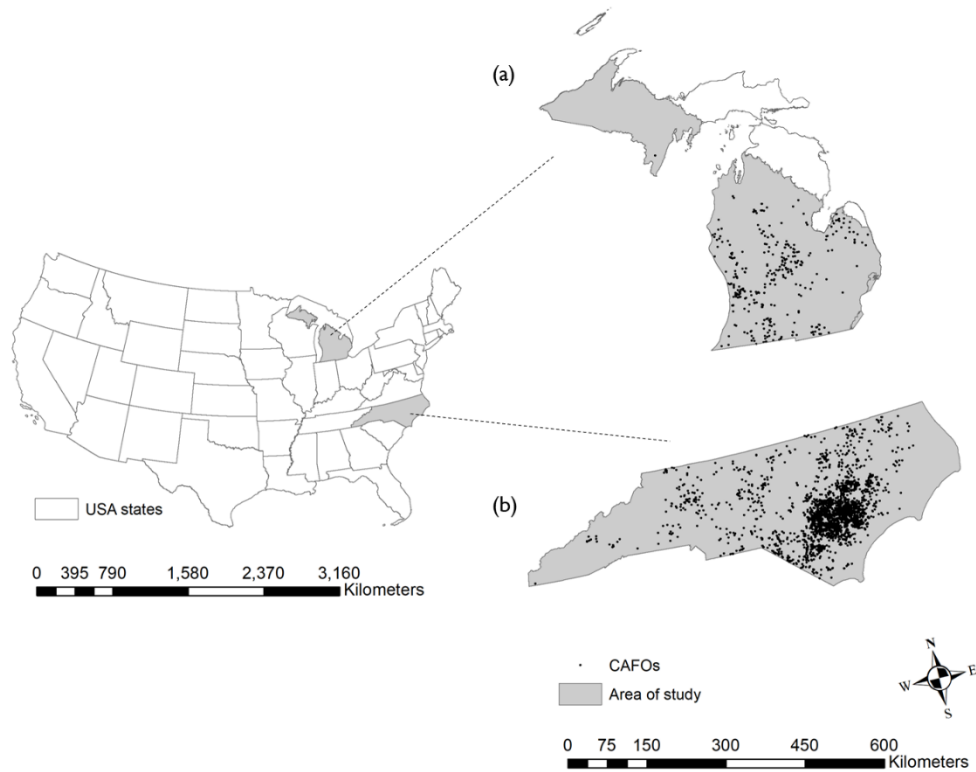 (a)
(b)
USA states
0 395 790 1,580 2,370 3,160
Kilometers
CAFOs
Area of study
N
W E
S
0 75 150 300 450 600
Kilometers